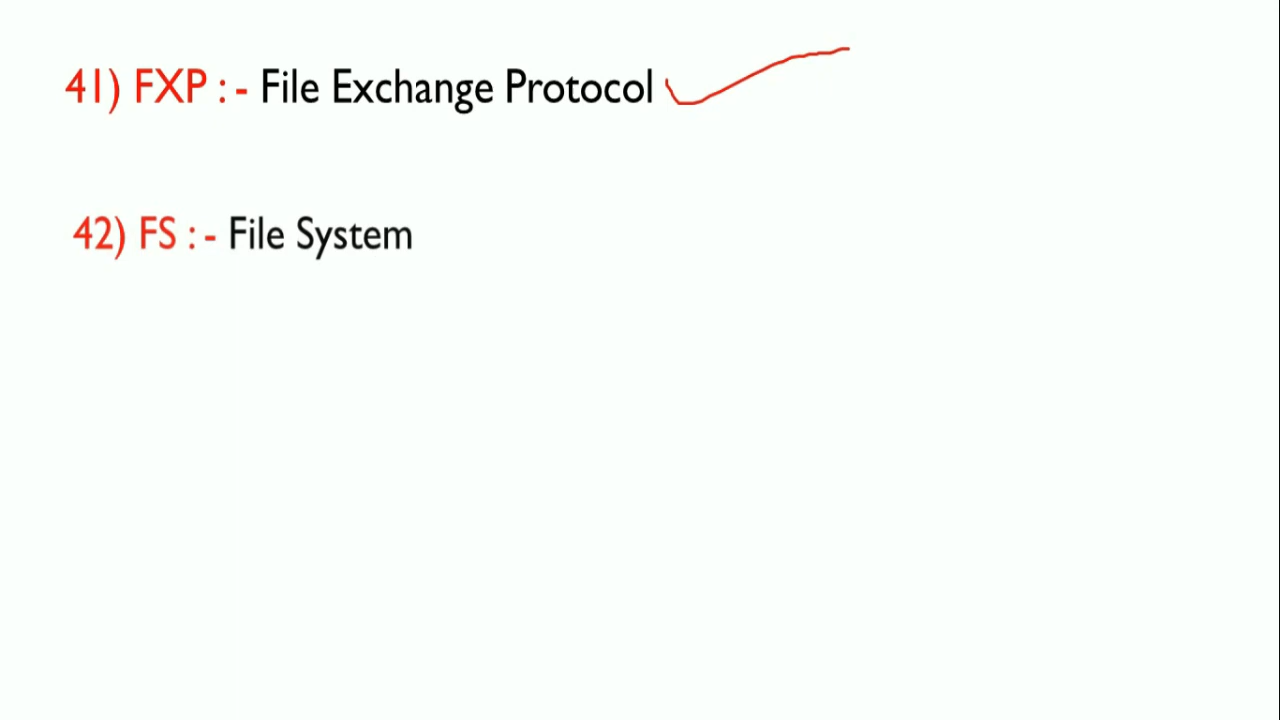 41) FXP : - File Exchange Protocol
42) FS : - File System